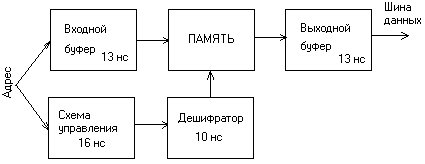 Шина
данных
Входной
буфер
13 нс
ПАМЯТЬ
Выходной
буфер
13 нс
Адрес
Схема
управления
16 нс
Дешифратор
10 нс